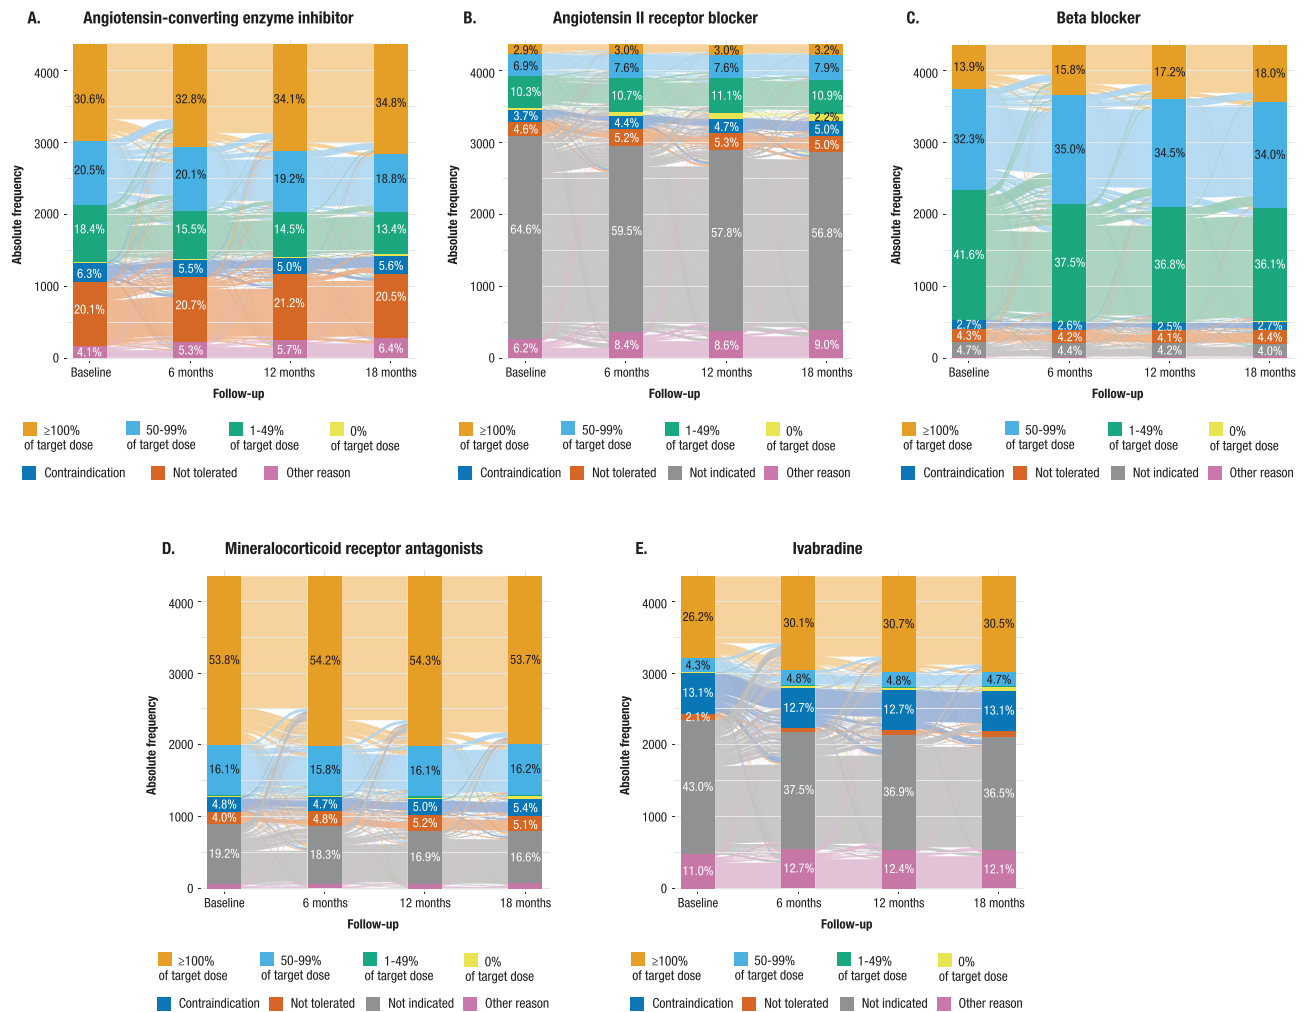 A. Angiotensin-converting enzyme inhibitor
Absolute frequency
4000
3000
2000
1000
0
30.6% 32.8% 34.1% 34.8%
20.5% 20.1% 19.2% 18.8%
18.4% 15.5% 14.5% 13.4%
6.3% 5.5% 5.0% 5.6%
20.1% 20.7% 21.2% 20.5%
4.1% 5.3% 5.7% 6.4%
Baseline 6 months 12 months 18 months
Follow-up
≥100% of target dose
50-99% of target dose
1-49% of target dose
0% of target dose
Contraindication Not tolerated Other reason
B. Angiotensin II receptor blocker
Absolute frequency
4000
3000
2000
1000
0
2.9% 3.0% 3.0% 3.2%
6.9% 7.6% 7.6% 7.9%
10.3% 10.7% 11.1% 10.9%
2.2%
3.7% 4.4% 4.7% 5.0%
4.6% 5.2% 5.3% 5.0%
64.6% 59.5% 57.8% 56.8%
6.2% 8.4% 8.6% 9.0%
Baseline 6 months 12 months 18 months
Follow-up
≥100% of target dose
50-99% of target dose
1-49% of target dose
0% of target dose
Contraindication Not tolerated Not indicated Other reason
C. Beta blocker
Absolute frequency
4000
3000
2000
1000
0
13.9% 15.8% 17.2% 18.0%
32.3% 35.0% 34.5% 34.0%
41.6% 37.5% 36.8% 36.1%
2.7% 2.6% 2.5% 2.7%
4.3% 4.2% 4.1% 4.4%
4.7% 4.4% 4.2% 4.0%
Baseline 6 months 12 months 18 months
Follow-up
≥100% of target dose
50-99% of target dose
1-49% of target dose
0% of target dose
Contraindication Not tolerated Not indicated Other reason
D. Mineralocorticoid receptor antagonists
Absolute frequency
4000
3000
2000
1000
0
53.8% 54.2% 54.3% 53.7%
16.1% 15.8% 16.1% 16.2%
4.8% 4.7% 5.0% 5.4%
4.0% 4.8% 5.2% 5.1%
19.2% 18.3% 16.9% 16.6%
Baseline 6 months 12 months 18 months
Follow-up
≥100% of target dose
50-99% of target dose
1-49% of target dose
0% of target dose
Contraindication Not tolerated Not indicated Other reason
E. Ivabradine
Absolute frequency
4000
3000
2000
1000
0
26.2% 30.1% 30.7% 30.5%
4.3% 4.8% 4.8% 4.7%
13.1% 12.7% 12.7% 13.1%
2.1%
43.0% 37.5% 36.9% 36.5%
11.0% 12.7% 12.4% 12.1%
Baseline 6 months 12 months 18 months
Follow-up
≥100% of target dose
50-99% of target dose
1-49% of target dose
0% of target dose
Contraindication Not tolerated Not indicated Other reason